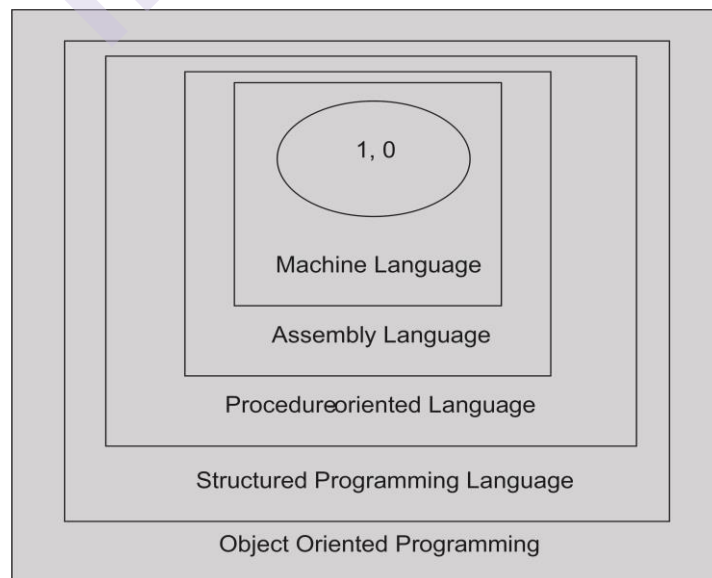 1, 0
Machine Language
Assembly Language
Procedureoriented Language
Structured Programming Language
Object Oriented Programming